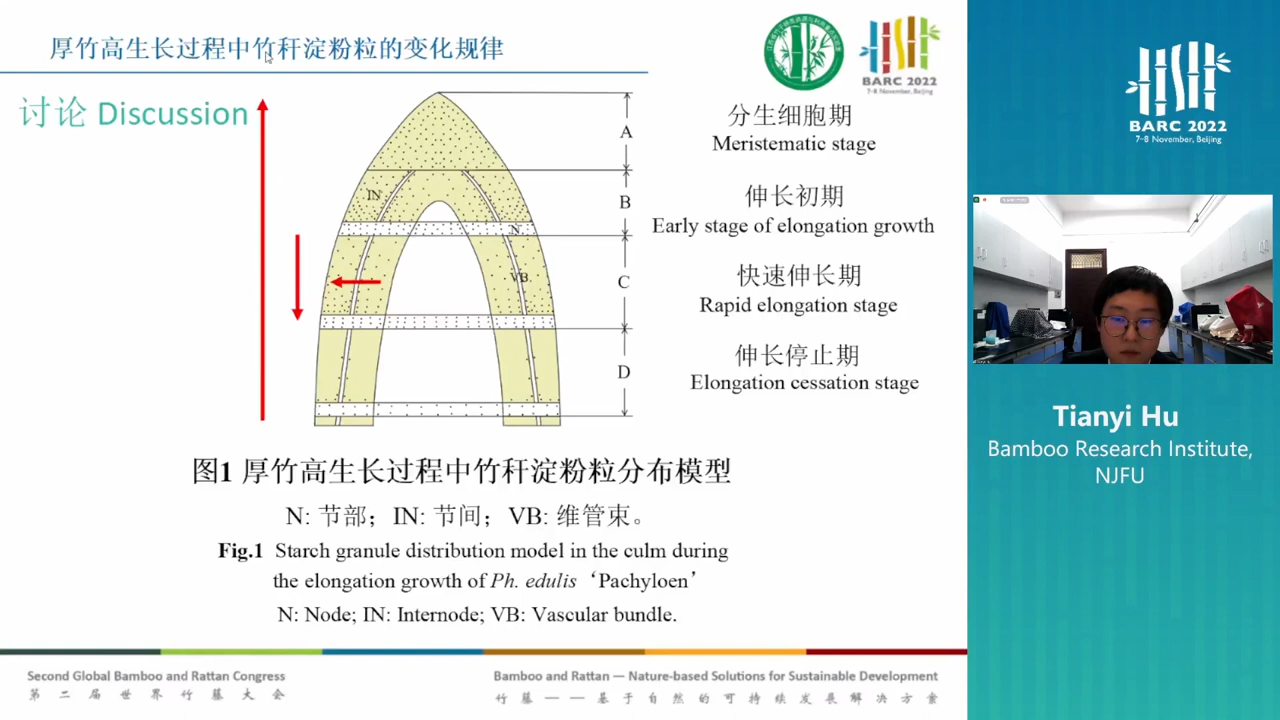 厚竹高生长过程中竹秆淀粉粒的变化规律
BARC 2022
7-8 November, Beijing
讨论 Discussion
A
B
C
D
IN
N
VB.
分生细胞期
Meristematic stage
伸长初期
Early stage of elongation growth
快速伸长期
Rapid elongation stage
伸长停止期
Elongation cessation stage
图1 厚竹高生长过程中竹秆淀粉粒分布模型
N: 节部；IN: 节间；VB: 维管束。
Fig.1 Starch granule distribution model in the culm during
the elongation growth of Ph. edulis ‘Pachyloen’
N: Node; IN: Internode; VB: Vascular bundle.
Second Global Bamboo and Rattan Congress
第二届世界竹藤大会
Bamboo and Rattan — Nature-based Solutions for Sustainable Development
竹藤——基于自然的可持续发展解决方案
BARC 2022
7-8 November, Beijing
Tianyi Hu
Bamboo Research Institute,
NJFU